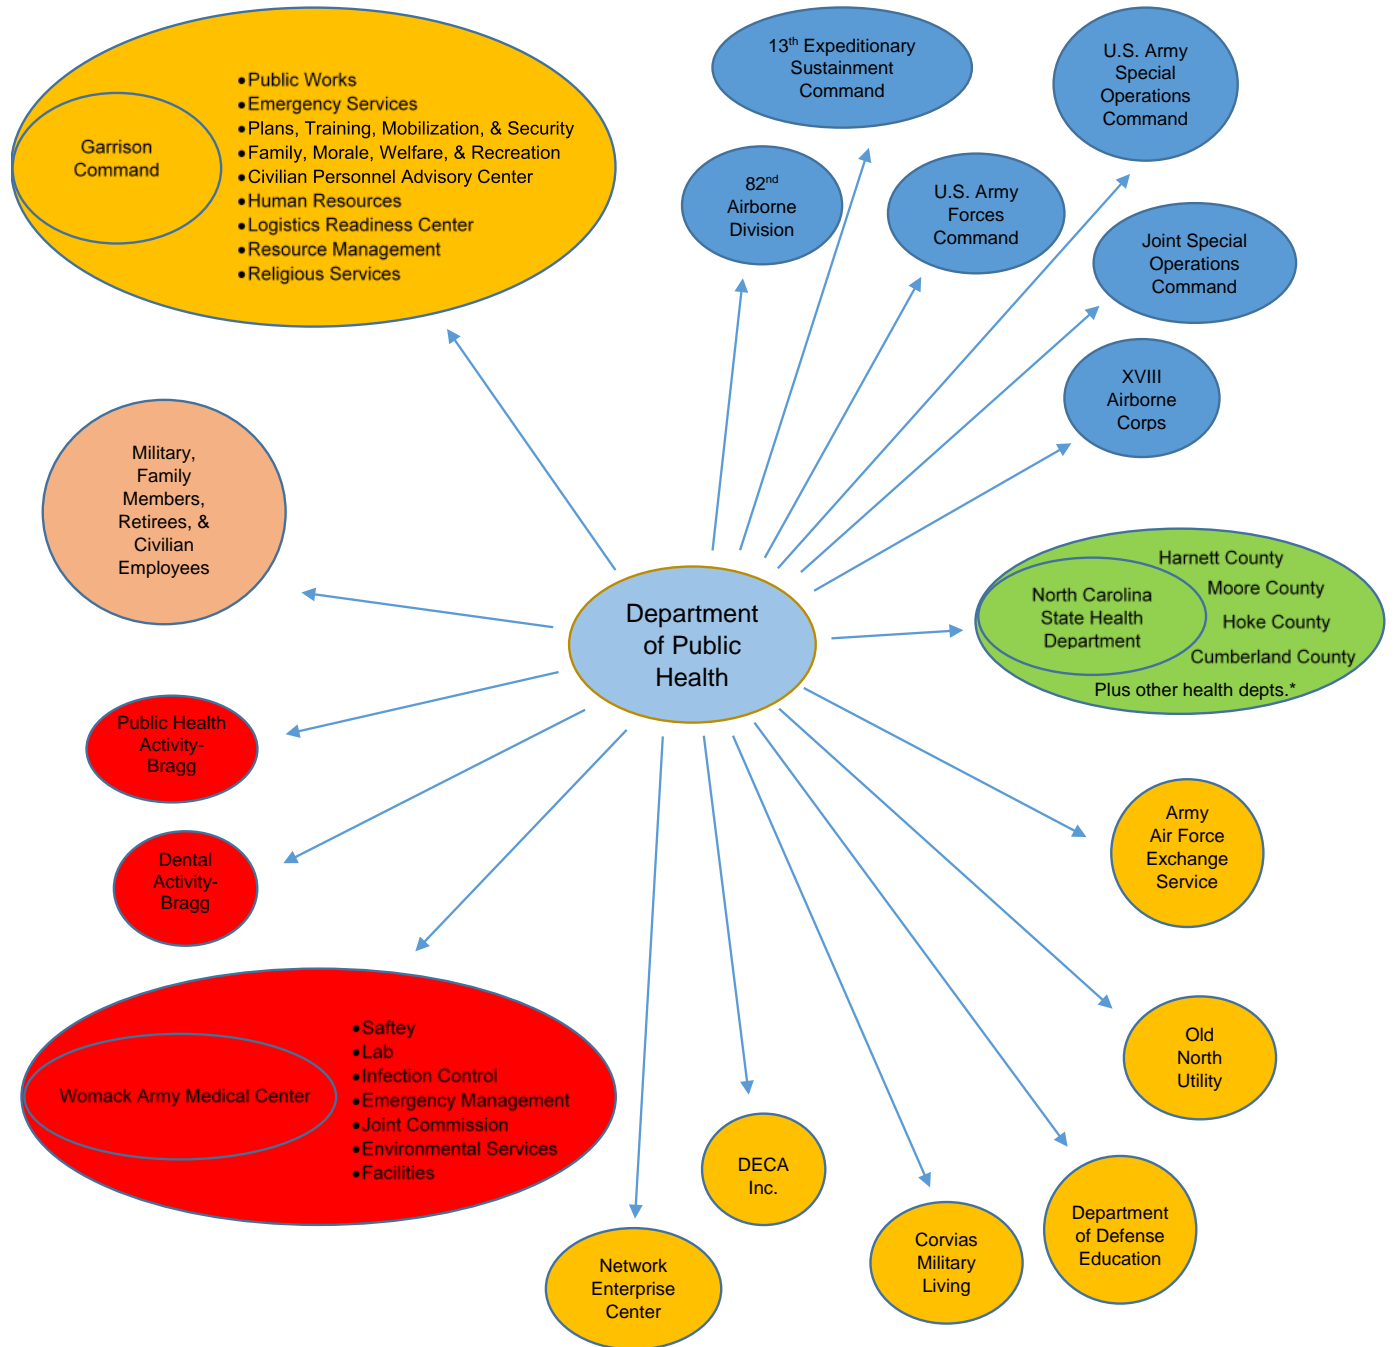 Garrison
Command
•Public Works
•Emergency Services
•Plans, Training, Mobilization, & Security
•Family, Morale, Welfare, & Recreation
•Civilian Personnel Advisory Center
•Human Resources
•Logistics Readiness Center
•Resource Management
•Religious Services
13th Expeditionary
Sustainment
Command
U.S. Army
Special
Operations
Command
82nd
Airborne
Division
U.S. Army
Forces
Command
Joint Special
Operations
Command
XVIII
Airborne
Corps
Military,
Family
Members,
Retirees, &
Civilian
Employees
Department
of Public
Health
North Carolina
State Health
Department
Harnett County
Moore County
Hoke County
Cumberland County
Plus other health depts.*
Public Health
Activity-
Bragg
Dental
Activity-
Bragg
Army
Air Force
Exchange
Service
Womack Army Medical Center
•Saftey
•Lab
•Infection Control
•Emergency Management
•Joint Commission
•Environmental Services
•Facilities
Old
North
Utility
DECA
Inc.
Department
of Defense
Education
Corvias
Military
Living
Network
Enterprise
Center